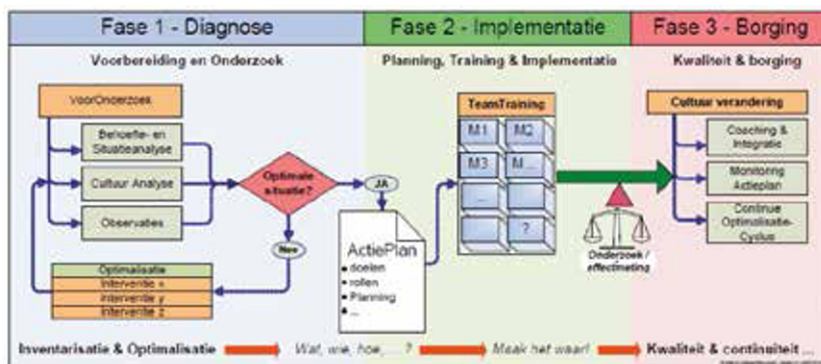 Fase 1 - Diagnose
Fase 2 - Implementatie
Fase 3 - Borging
Voorbereiding en Onderzoek
Planning, Training & Implementatie
Kwaliteit & borging
VoorOnderzoek
Behoefte- en
Situatieanalyse
Cultuur Analyse
Observaties
Optimale
situatie?
JA
Nee
Optimalisatie
Interventie x
Interventie y
Interventie z
ActiePlan
doelen
rollen
Planning
...
TeamTraining
M1
M2
M3
M...
...
?
Onderzoek /
effectmeting
Cultuur verandering
Coaching &
Integratie
Monitoring
Actieplan
Continue
Optimalisatie-
Cyclus
Inventarisatie & Optimalisatie
Wat, wie, hoe, ... ?
Maak het waar!
Kwaliteit & continuiteit ...